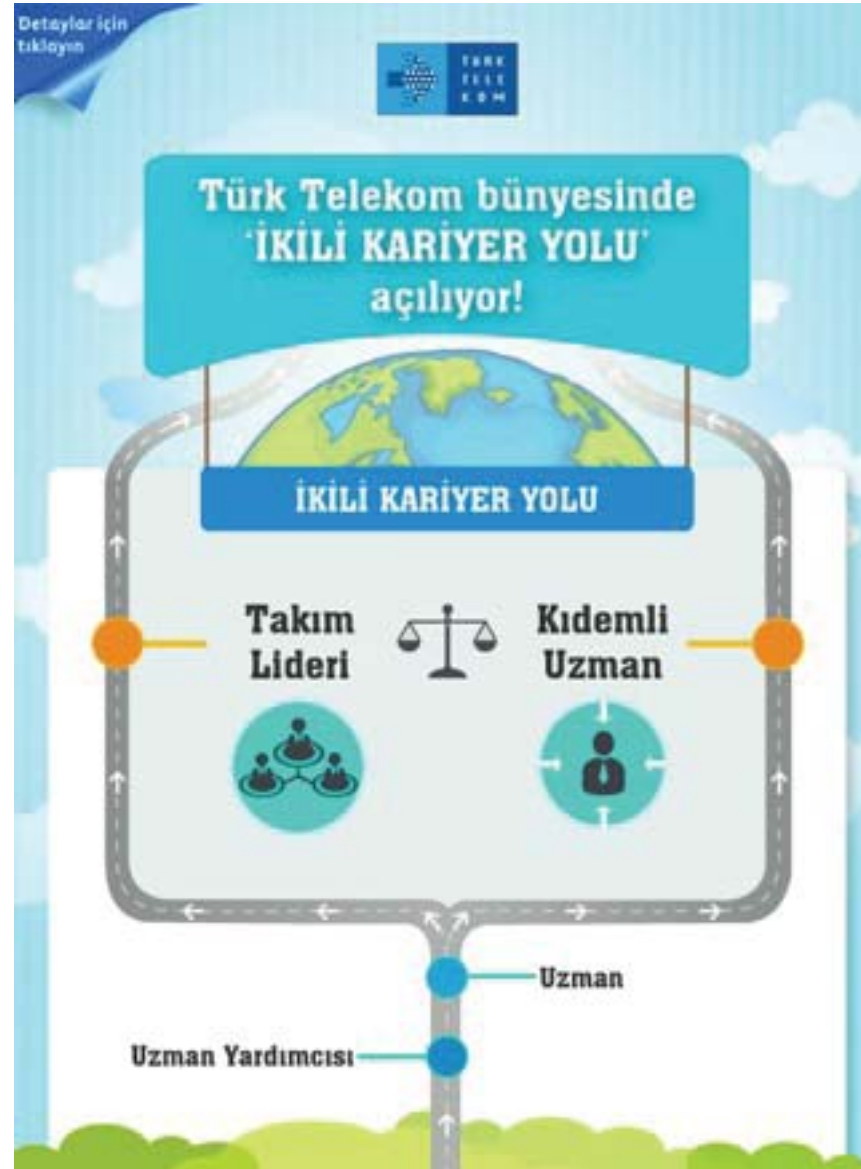 Detaylar için
tıklayın
TÜRK
TELE
KOM
Türk Telekom bünyesinde
‘İKİLİ KARİYER YOLU’
açılıyor!
İKİLİ KARİYER YOLU
Takım
Lideri
Kıdemli
Uzman
Uzman
Uzman Yardımcısı